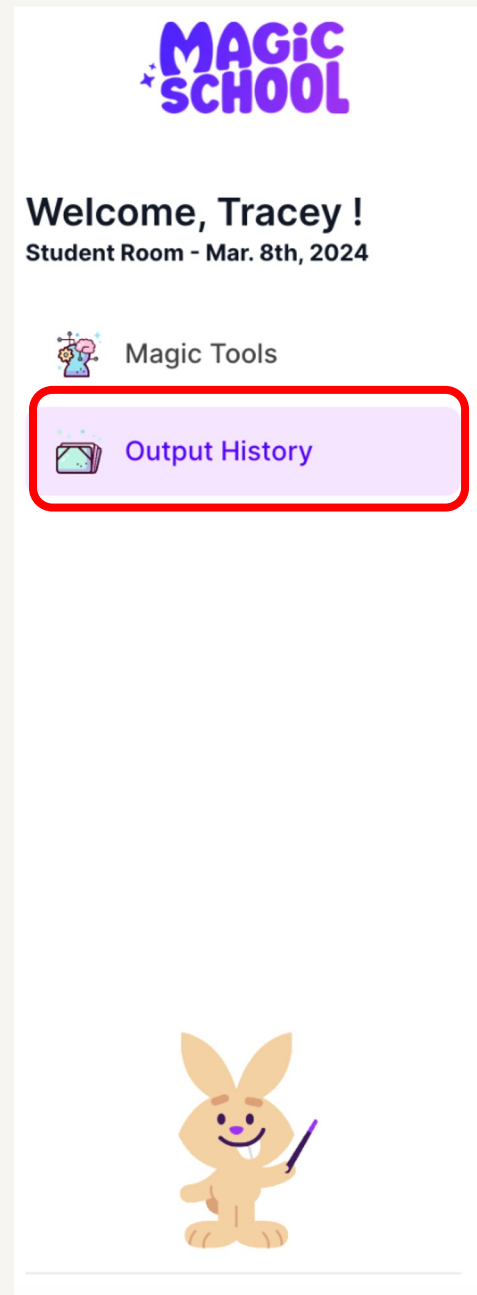 MAGiC
SCHOOL
Welcome, Tracey !
Student Room - Mar. 8th, 2024
Magic Tools
Output History